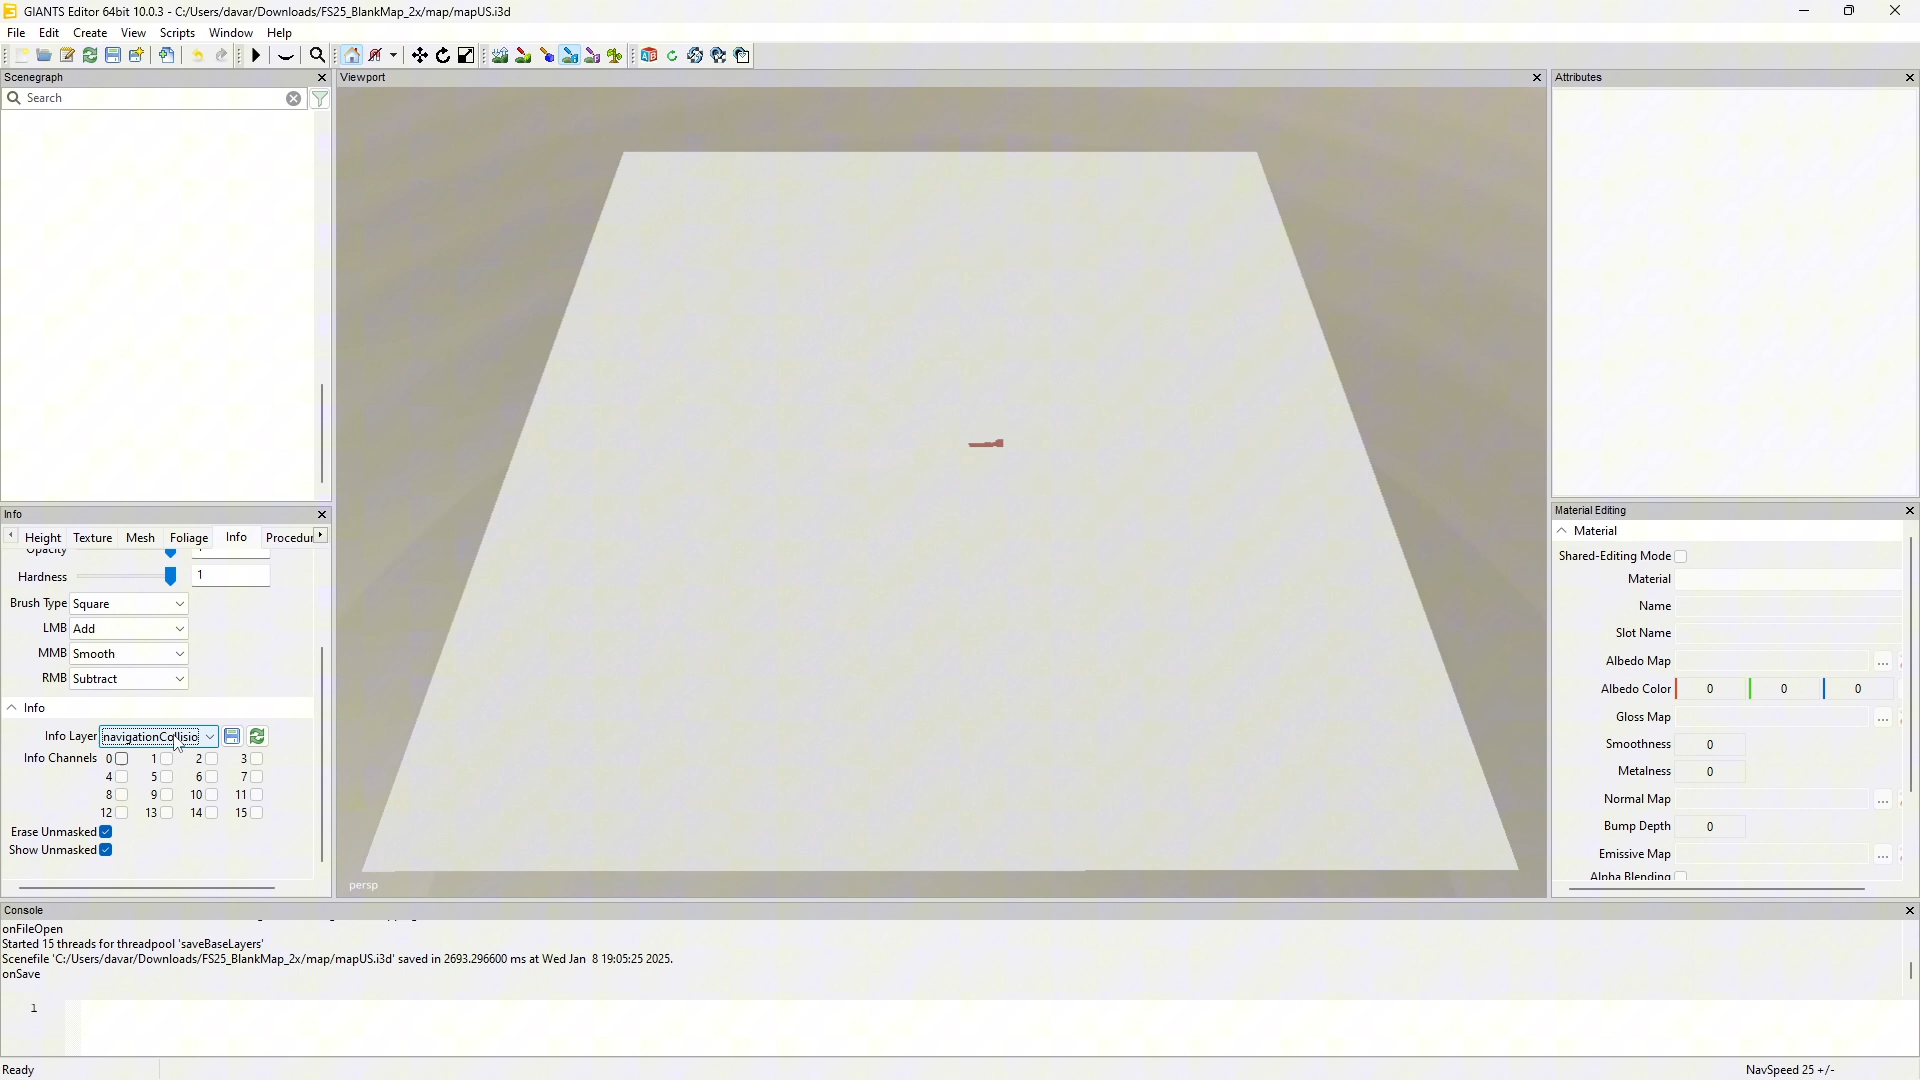 GIANTS Editor 64bit 10.0.3 - C:/Users/davar/Downloads/FS25_BlankMap_2x/map/mapUS.i3d
File Edit Create View Scripts Window Help
Scenegraph
Search
Viewport
persp
Attributes
Info
Height Texture Mesh Foliage Info Procedur
Opacity
Hardness 1
Brush Type Square
LMB Add
MMB Smooth
RMB Subtract
Info
Info Layer navigationCollisio
Info Channels 0 1 2 3
4 5 6 7
8 9 10 11
12 13 14 15
Erase Unmasked
Show Unmasked
Material Editing
Material
Shared-Editing Mode
Material
Name
Slot Name
Albedo Map ...
Albedo Color 0 0 0
Gloss Map ...
Smoothness 0
Metalness 0
Normal Map ...
Bump Depth 0
Emissive Map ...
Alpha Blending
Console
onFileOpen
Started 15 threads for threadpool 'saveBaseLayers'
Scenefile 'C:/Users/davar/Downloads/FS25_BlankMap_2x/map/mapUS.i3d' saved in 2693.296600 ms at Wed Jan 8 19:05:25 2025.
onSave
1
Ready
NavSpeed 25 +/-